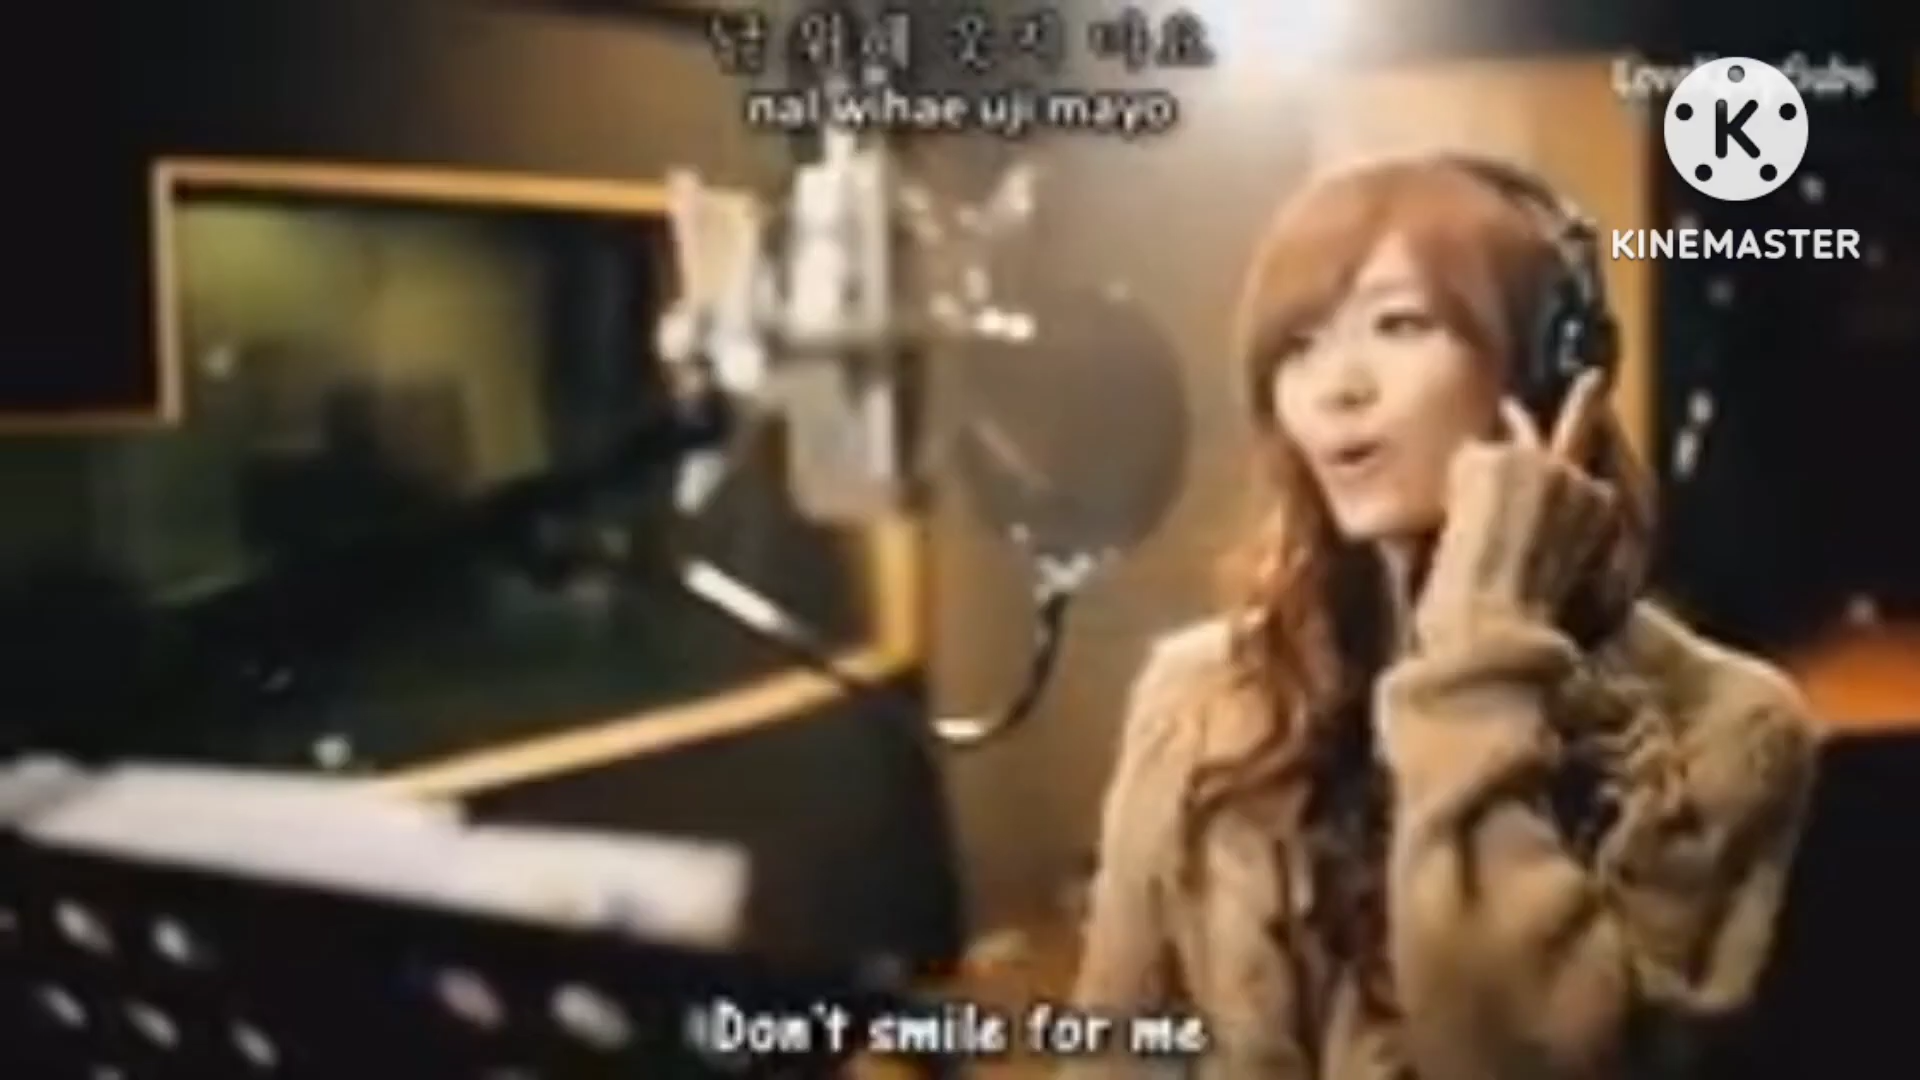 날 위해 웃지 마요
nal wihae uji mayo
KINEMASTER
Don't smile for me